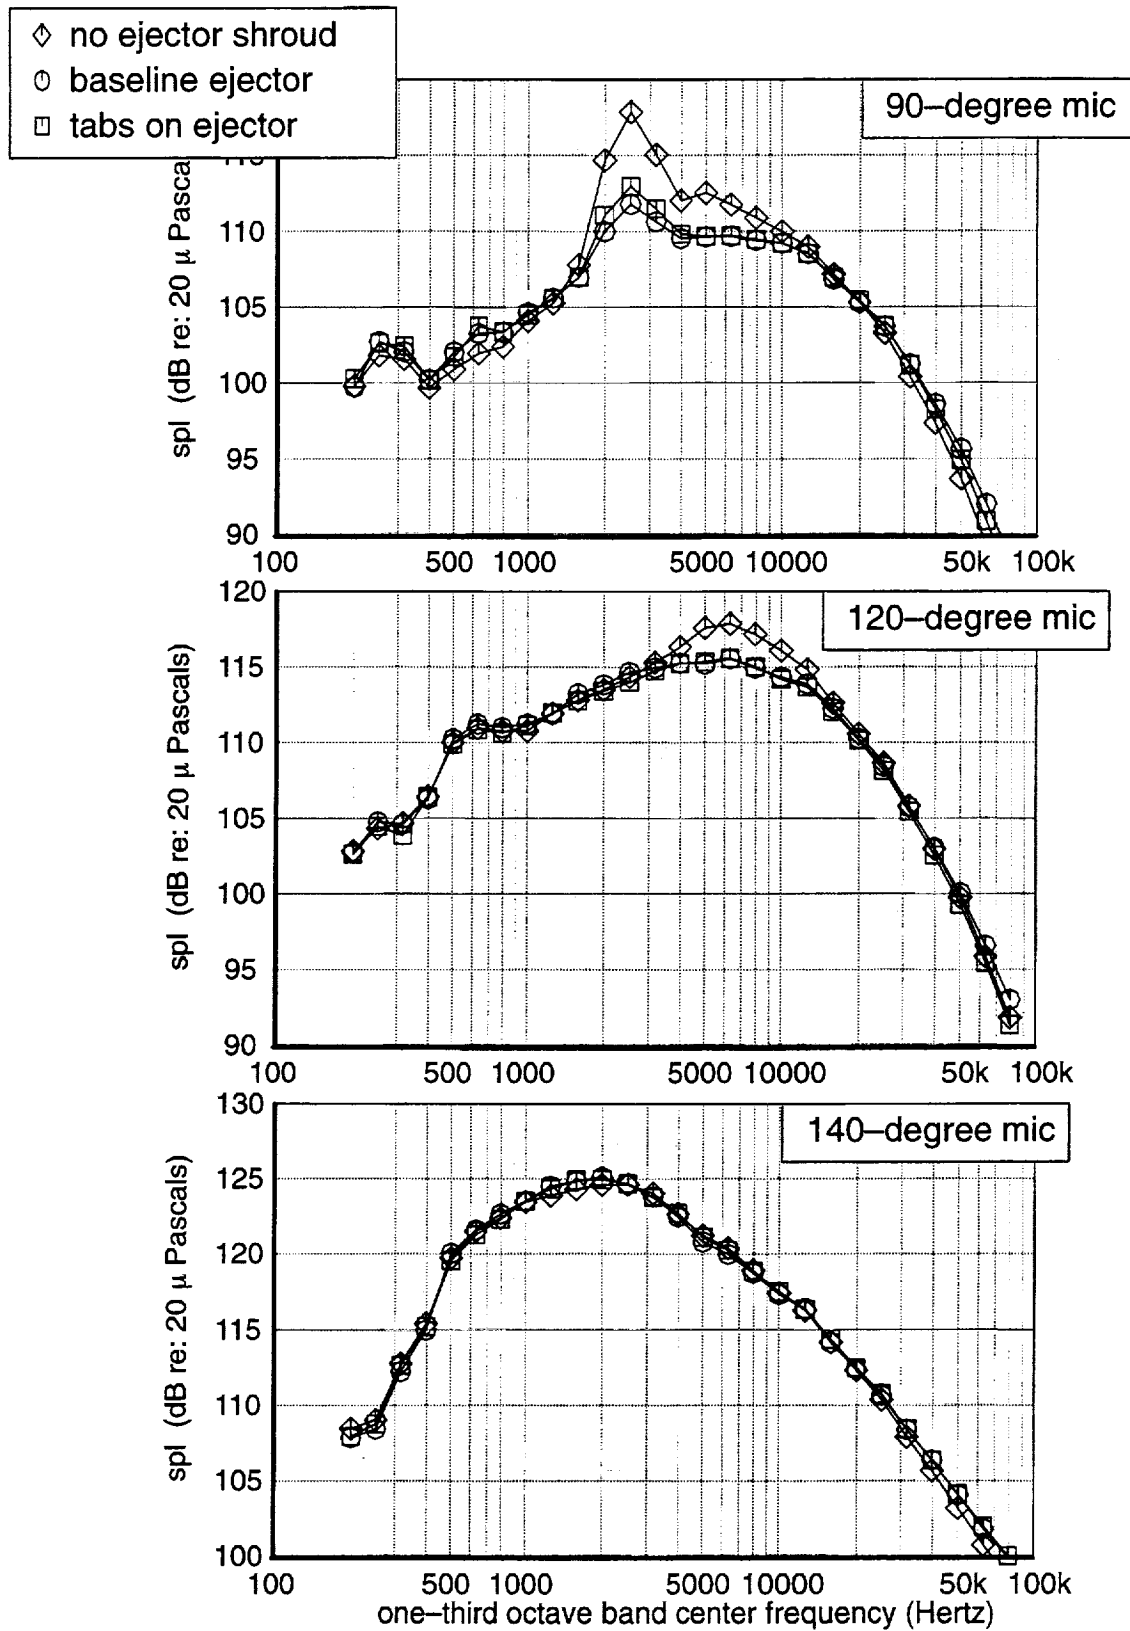 no ejector shroud
baseline ejector
tabs on ejector
90–degree mic
spl (dB re: 20 μ Pasca
110
105
100
95
90
100 500 1000 5000 10000 50k 100k
120–degree mic
spl (dB re: 20 μ Pascals)
120
115
110
105
100
95
90
100 500 1000 5000 10000 50k 100k
140–degree mic
spl (dB re: 20 μ Pascals)
130
125
120
115
110
105
100
100 500 1000 5000 10000 50k 100k
one–third octave band center frequency (Hertz)